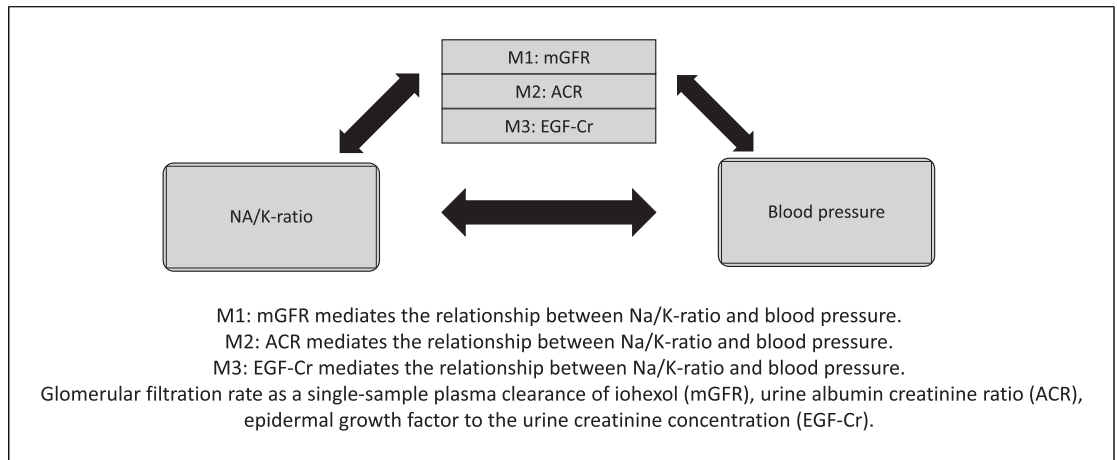 M1: mGFR
M2: ACR
M3: EGF-Cr
NA/K-ratio
Blood pressure
M1: mGFR mediates the relationship between Na/K-ratio and blood pressure.
M2: ACR mediates the relationship between Na/K-ratio and blood pressure.
M3: EGF-Cr mediates the relationship between Na/K-ratio and blood pressure.
Glomerular filtration rate as a single-sample plasma clearance of iohexol (mGFR), urine albumin creatinine ratio (ACR),
epidermal growth factor to the urine creatinine concentration (EGF-Cr).